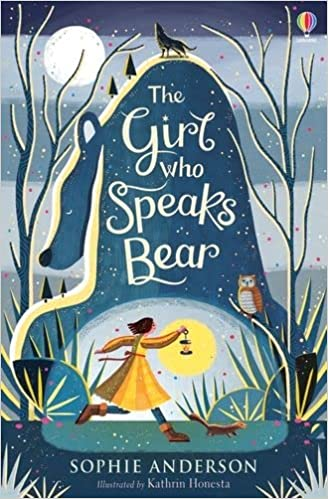 The
Girl
who
Speaks
Bear
SOPHIE ANDERSON
Illustrated by Kathrin Honesta